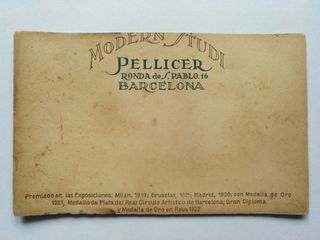 MODERN STUDI
PELLICER
RONDA de S. PABLO. 16
BARCELONA
Premiado en las Exposiciones: Milán, 1919; Bruselas, 1921; Madrid, 1920; con Medalla de Oro
1921, Medalla de Plata del Real Círculo Artístico de Barcelona; Gran Diploma
y Medalla de Oro en Reus 1922